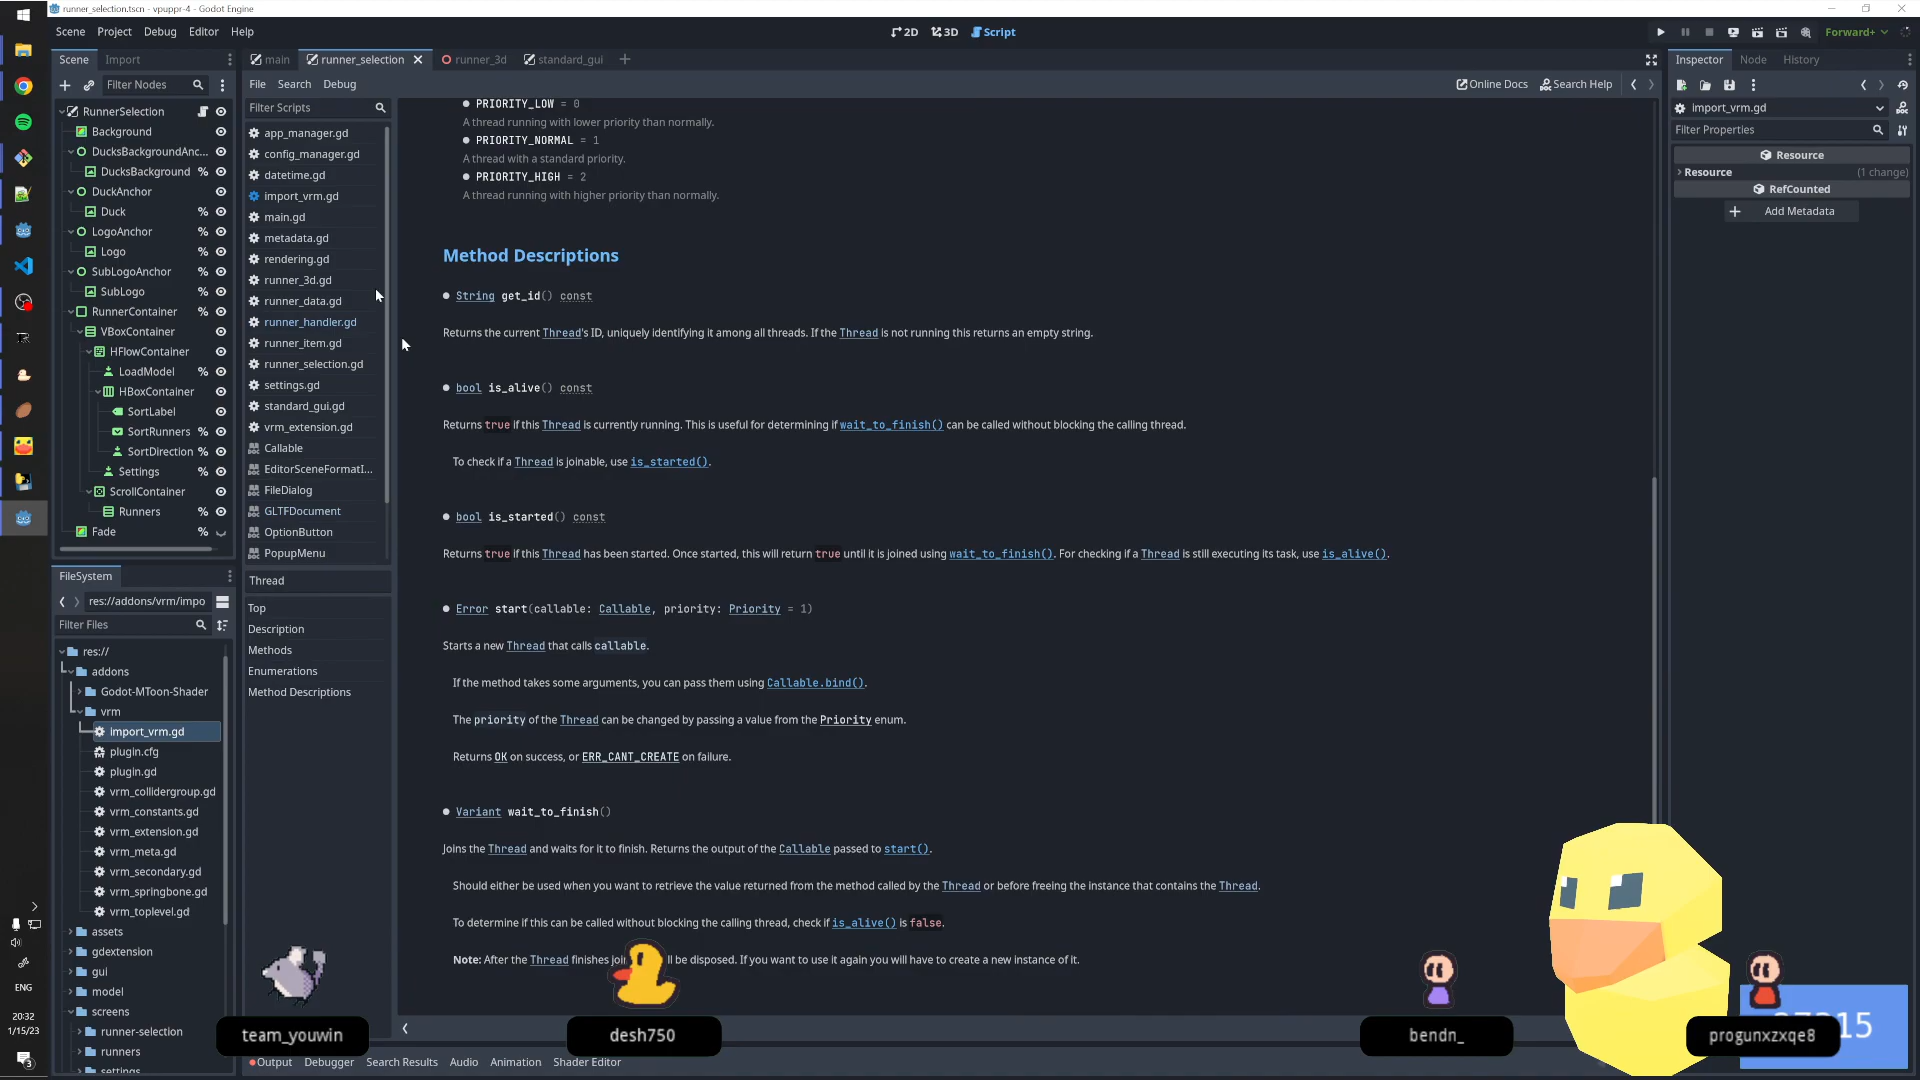 runner_selection.tscn - vpuppr-4 - Godot Engine
Scene Project Debug Editor Help
2D 3D Script
Forward+
Scene Import
main runner_selection runner_3d standard_gui
Inspector Node History
Filter Nodes
File Search Debug
Online Docs Search Help
import_vrm.gd
Filter Properties
Resource
Resource (1 change)
RefCounted
Add Metadata
RunnerSelection
Background
DucksBackgroundAnc...
DucksBackground
DuckAnchor
Duck
LogoAnchor
Logo
SubLogoAnchor
SubLogo
RunnerContainer
VBoxContainer
HFlowContainer
LoadModel
HBoxContainer
SortLabel
SortRunners
SortDirection
Settings
ScrollContainer
Runners
Fade
FileSystem
res://addons/vrm/impo
Filter Files
res://
addons
Godot-MToon-Shader
vrm
import_vrm.gd
plugin.cfg
plugin.gd
vrm_collidergroup.gd
vrm_constants.gd
vrm_extension.gd
vrm_meta.gd
vrm_secondary.gd
vrm_springbone.gd
vrm_toplevel.gd
assets
gdextension
gui
model
screens
runner-selection
runners
settings
Filter Scripts
app_manager.gd
config_manager.gd
datetime.gd
import_vrm.gd
main.gd
metadata.gd
rendering.gd
runner_3d.gd
runner_data.gd
runner_handler.gd
runner_item.gd
runner_selection.gd
settings.gd
standard_gui.gd
vrm_extension.gd
Callable
EditorSceneFormatI...
FileDialog
GLTFDocument
OptionButton
PopupMenu
Thread
Top
Description
Methods
Enumerations
Method Descriptions
PRIORITY_LOW = 0
A thread running with lower priority than normally.
PRIORITY_NORMAL = 1
A thread with a standard priority.
PRIORITY_HIGH = 2
A thread running with higher priority than normally.
Method Descriptions
String get_id() const
Returns the current Thread's ID, uniquely identifying it among all threads. If the Thread is not running this returns an empty string.
bool is_alive() const
Returns true if this Thread is currently running. This is useful for determining if wait_to_finish() can be called without blocking the calling thread.
To check if a Thread is joinable, use is_started().
bool is_started() const
Returns true if this Thread has been started. Once started, this will return true until it is joined using wait_to_finish(). For checking if a Thread is still executing its task, use is_alive().
Error start(callable: Callable, priority: Priority = 1)
Starts a new Thread that calls callable.
If the method takes some arguments, you can pass them using Callable.bind().
The priority of the Thread can be changed by passing a value from the Priority enum.
Returns OK on success, or ERR_CANT_CREATE on failure.
Variant wait_to_finish()
Joins the Thread and waits for it to finish. Returns the output of the Callable passed to start().
Should either be used when you want to retrieve the value returned from the method called by the Thread or before freeing the instance that contains the Thread.
To determine if this can be called without blocking the calling thread, check if is_alive() is false.
Note: After the Thread finishes joi ll be disposed. If you want to use it again you will have to create a new instance of it.
Output Debugger Search Results Audio Animation Shader Editor
team_youwin
desh750
bendn_
progunxzxqe8
ENG
20:32
1/15/23